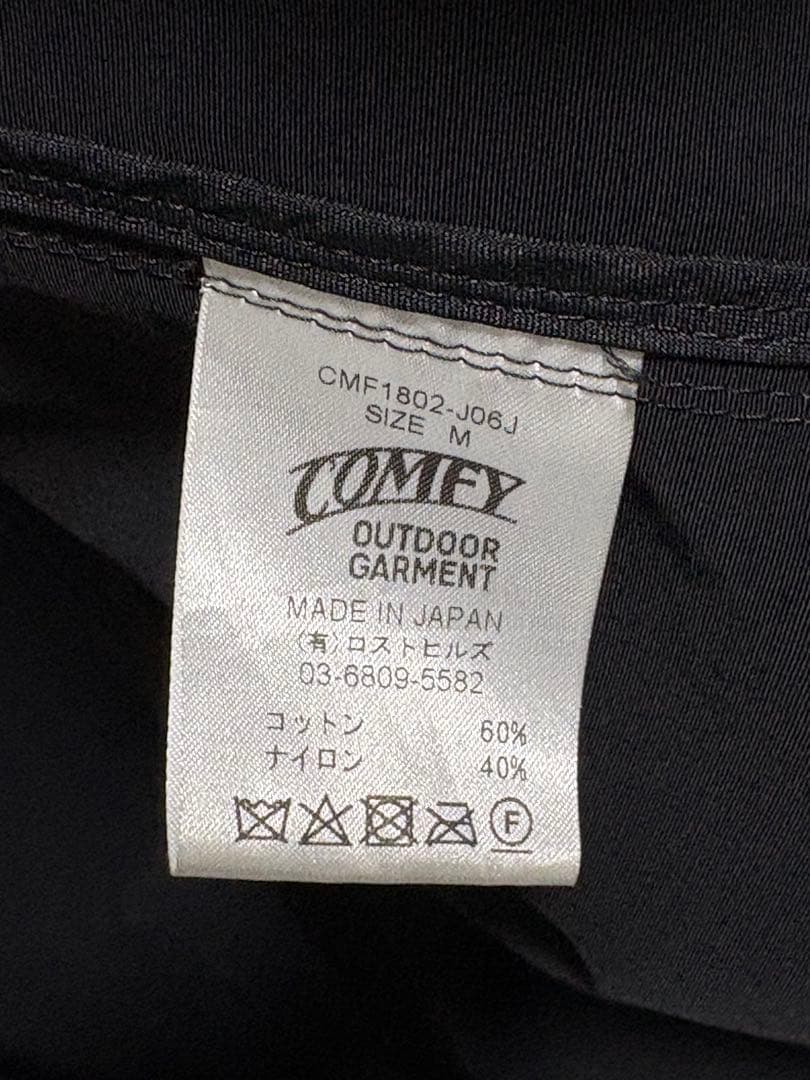 CMF1802-J06J
SIZE M
COMFY
OUTDOOR
GARMENT
MADE IN JAPAN
(有)ロストヒルズ
03-6809-5582
コットン 60%
ナイロン 40%
F